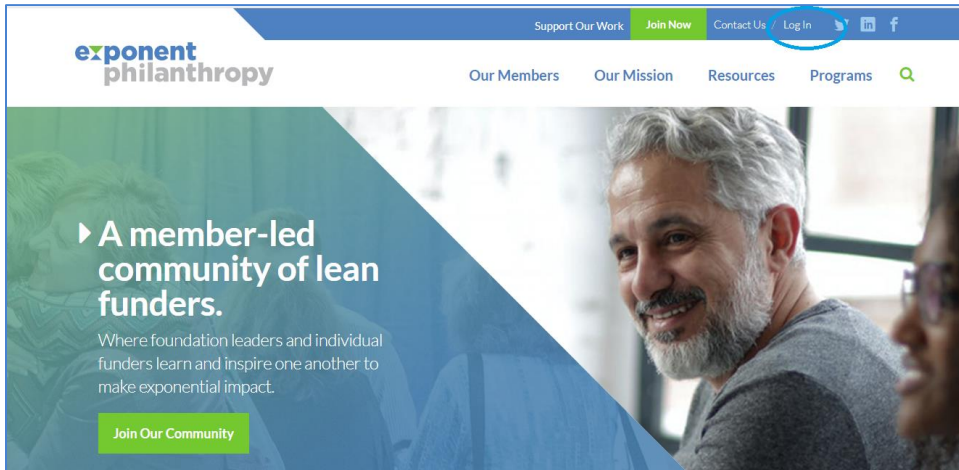 Support Our Work Join Now Contact Us / Log In
exponent
philanthropy
Our Members Our Mission Resources Programs
A member-led
community of lean
funders.
Where foundation leaders and individual
funders learn and inspire one another to
make exponential impact.
Join Our Community